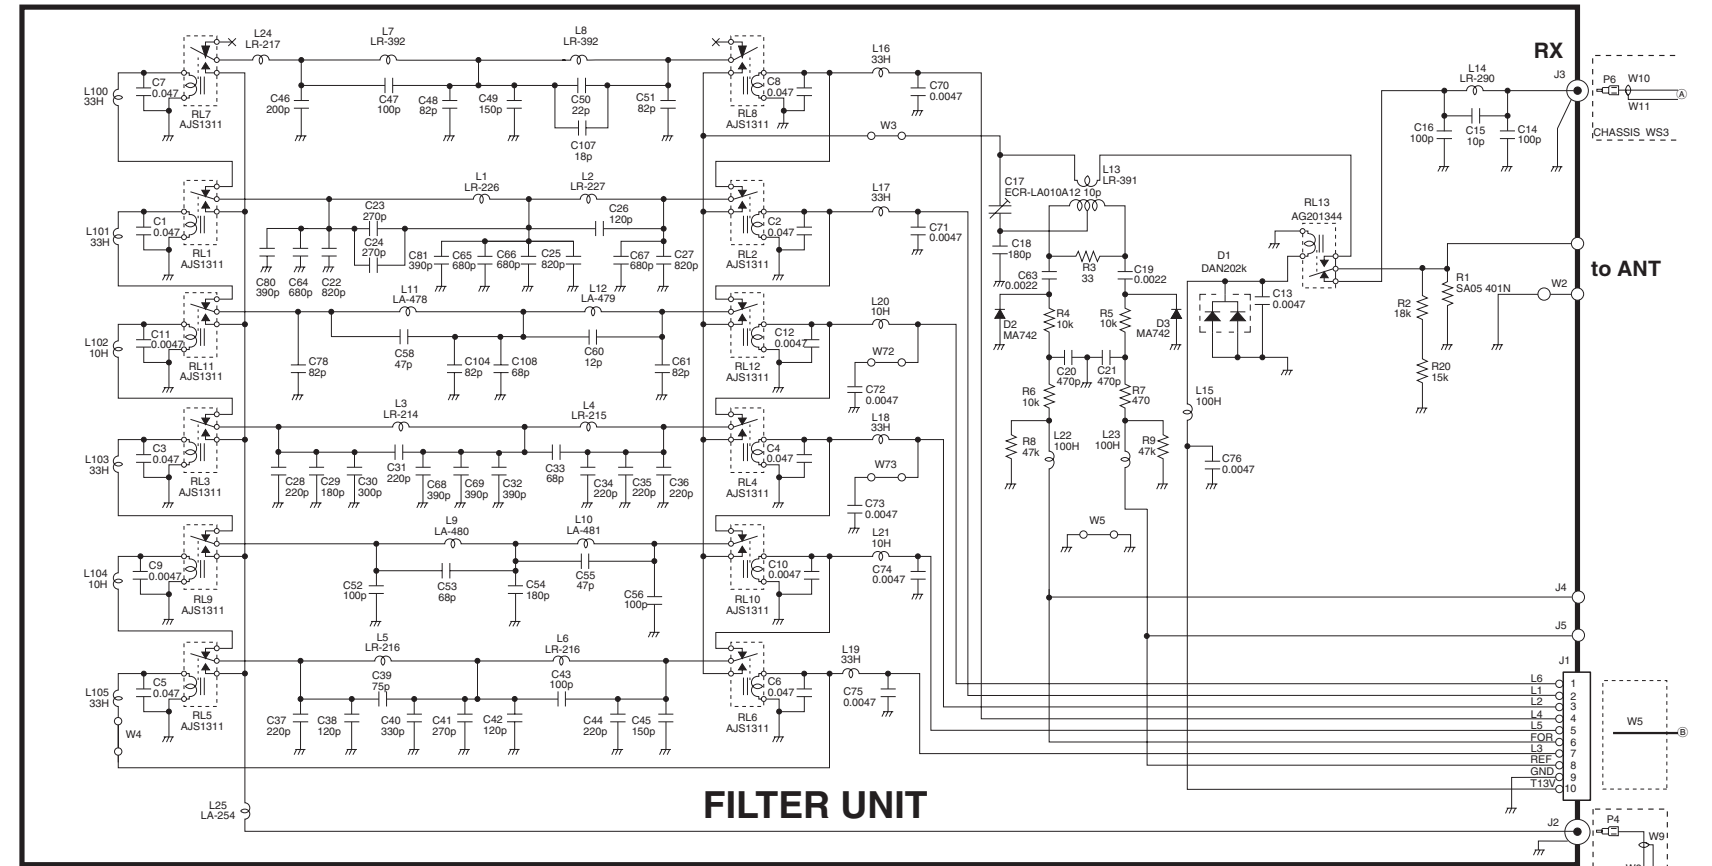 L24
LR-217
L7
LR-392
L8
LR-392
L100
33H
C7
0.047
RL7
AJS1311
C46
200p
C47
100p
C48
82p
C49
150p
C50
22p
C107
18p
C51
82p
C8
0.047
RL8
AJS1311
L16
33H
C70
0.0047
W3
RX
L14
LR-290
J3
P6
W10
W11
A
CHASSIS WS3
C16
100p
C15
10p
C14
100p
L1
LR-226
L2
LR-227
L101
33H
C1
0.047
RL1
AJS1311
C23
270p
C24
270p
C26
120p
C80
390p
C64
680p
C22
820p
C81
390p
C65
680p
C66
680p
C25
820p
C67
680p
C27
820p
C2
0.047
RL2
AJS1311
L17
33H
C71
0.0047
C17
ECR-LA010A12 10p
L13
LR-391
C18
180p
R3
33
C63
0.0022
C19
0.0022
RL13
AG201344
D1
DAN202k
C13
0.0047
R1
SA05 401N
R2
18k
R20
15k
to ANT
W2
L11
LA-478
L12
LA-479
L102
10H
C11
0.0047
RL11
AJS1311
C78
82p
C58
47p
C104
82p
C108
68p
C60
12p
C61
82p
C12
0.0047
RL12
AJS1311
L20
10H
W72
C72
0.0047
D2
MA742
R4
10k
R5
10k
D3
MA742
C20
470p
C21
470p
R6
10k
R7
470
L15
100H
L3
LR-214
L4
LR-215
L103
33H
C3
0.047
RL3
AJS1311
C28
220p
C29
180p
C30
300p
C31
220p
C68
390p
C69
390p
C32
390p
C33
68p
C34
220p
C35
220p
C36
220p
C4
0.047
RL4
AJS1311
L18
33H
W73
C73
0.0047
R8
47k
L22
100H
L23
100H
R9
47k
C76
0.0047
L9
LA-480
L10
LA-481
L104
10H
C9
0.0047
RL9
AJS1311
C52
100p
C53
68p
C54
180p
C55
47p
C56
100p
C10
0.0047
RL10
AJS1311
L21
10H
C74
0.0047
W5
J4
J5
L5
LR-216
L6
LR-216
L105
33H
C5
0.047
RL5
AJS1311
W4
C37
220p
C38
120p
C39
75p
C40
330p
C41
270p
C42
120p
C43
100p
C44
220p
C45
150p
C6
0.047
RL6
AJS1311
L19
33H
C75
0.0047
J1
L6 1
L1 2
L2 3
L4 4
L5 5
FOR 6
L3 7
REF 8
GND 9
T13V 10
W5
B
L25
LA-254
FILTER UNIT
J2
P4
W9